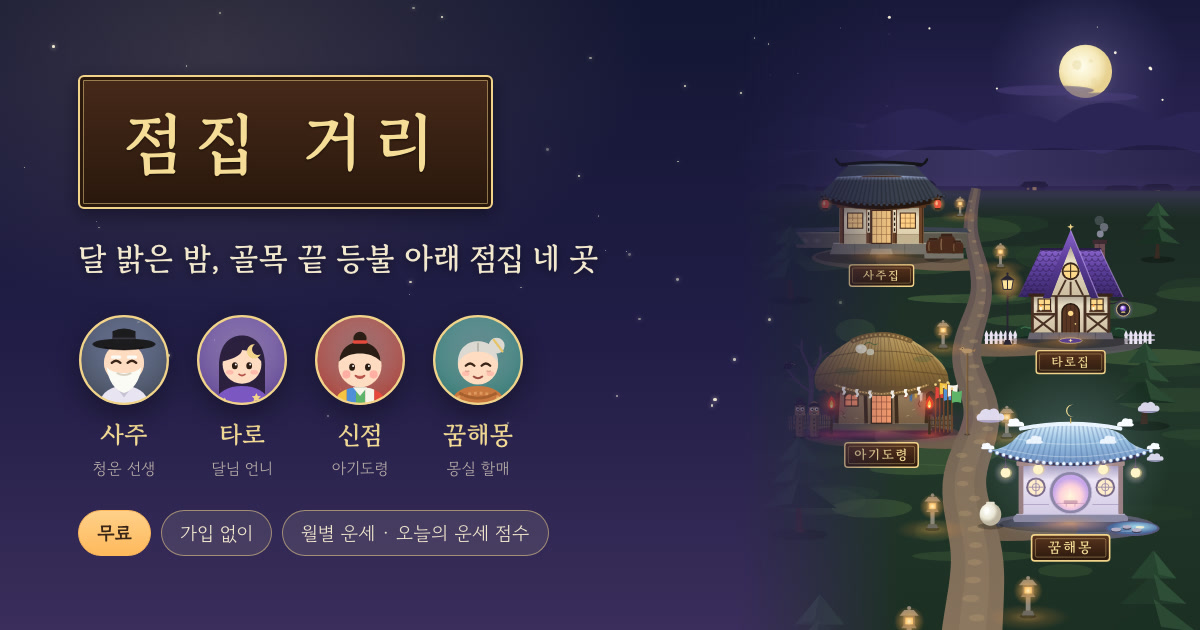 점집 거리
달 밝은 밤, 골목 끝 등불 아래 점집 네 곳
사주
청운 선생
타로
달님 언니
신점
아기도령
꿈해몽
몽실 할매
무료
가입 없이
월별 운세 · 오늘의 운세 점수
사주집
타로집
아기도령
꿈해몽